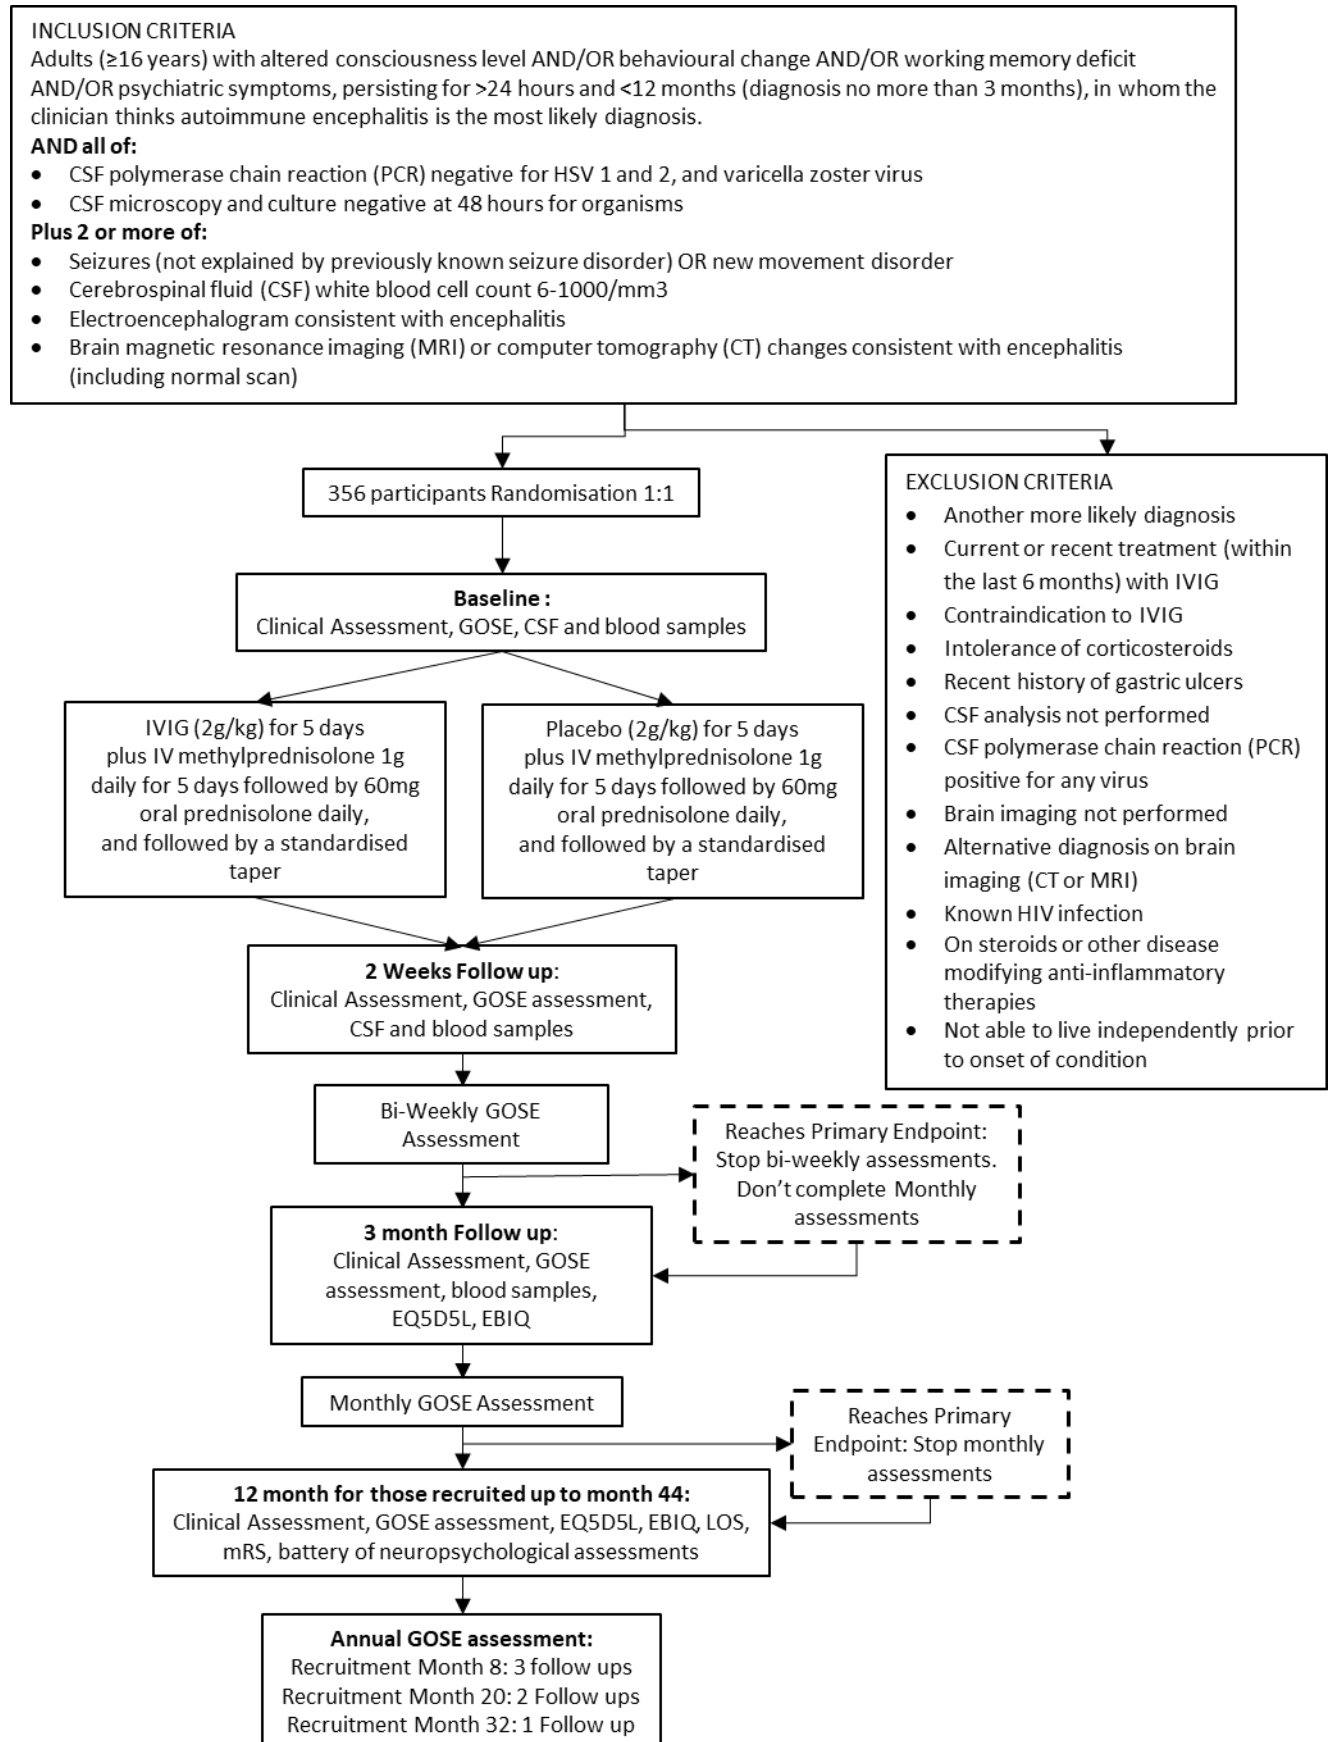 INCLUSION CRITERIA
Adults (≥16 years) with altered consciousness level AND/OR behavioural change AND/OR working memory deficit
AND/OR psychiatric symptoms, persisting for >24 hours and <12 months (diagnosis no more than 3 months), in whom the
clinician thinks autoimmune encephalitis is the most likely diagnosis.
AND all of:
• CSF polymerase chain reaction (PCR) negative for HSV 1 and 2, and varicella zoster virus
• CSF microscopy and culture negative at 48 hours for organisms
Plus 2 or more of:
• Seizures (not explained by previously known seizure disorder) OR new movement disorder
• Cerebrospinal fluid (CSF) white blood cell count 6-1000/mm3
• Electroencephalogram consistent with encephalitis
• Brain magnetic resonance imaging (MRI) or computer tomography (CT) changes consistent with encephalitis
(including normal scan)
356 participants Randomisation 1:1
EXCLUSION CRITERIA
• Another more likely diagnosis
• Current or recent treatment (within
the last 6 months) with IVIG
• Contraindication to IVIG
• Intolerance of corticosteroids
• Recent history of gastric ulcers
• CSF analysis not performed
• CSF polymerase chain reaction (PCR)
positive for any virus
• Brain imaging not performed
• Alternative diagnosis on brain
imaging (CT or MRI)
• Known HIV infection
• On steroids or other disease
modifying anti-inflammatory
therapies
• Not able to live independently prior
to onset of condition
Baseline :
Clinical Assessment, GOSE, CSF and blood samples
IVIG (2g/kg) for 5 days
plus IV methylprednisolone 1g
daily for 5 days followed by 60mg
oral prednisolone daily,
and followed by a standardised
taper
Placebo (2g/kg) for 5 days
plus IV methylprednisolone 1g
daily for 5 days followed by 60mg
oral prednisolone daily,
and followed by a standardised
taper
2 Weeks Follow up:
Clinical Assessment, GOSE assessment,
CSF and blood samples
Bi-Weekly GOSE
Assessment
Reaches Primary Endpoint:
Stop bi-weekly assessments.
Don't complete Monthly
assessments
3 month Follow up:
Clinical Assessment, GOSE
assessment, blood samples,
EQ5D5L, EBIQ
Monthly GOSE Assessment
Reaches Primary
Endpoint: Stop monthly
assessments
12 month for those recruited up to month 44:
Clinical Assessment, GOSE assessment, EQ5D5L, EBIQ, LOS,
mRS, battery of neuropsychological assessments
Annual GOSE assessment:
Recruitment Month 8: 3 follow ups
Recruitment Month 20: 2 Follow ups
Recruitment Month 32: 1 Follow up